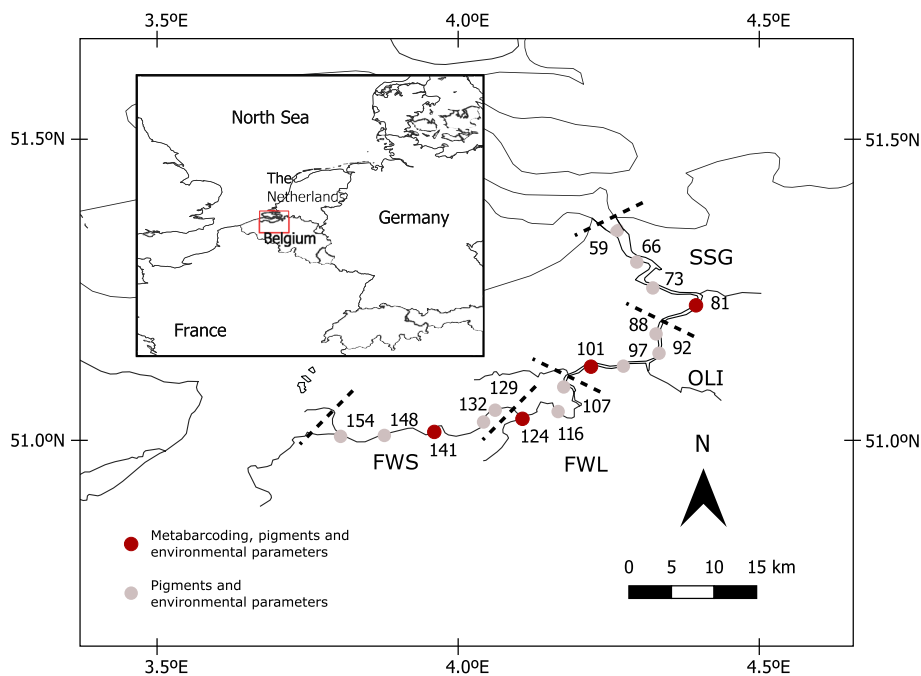 3.5ºE 4.0ºE 4.5ºE
51.5ºN 51.5ºN
North Sea
The
Netherlands
Germany
Belgium
France
59
66
SSG
73
81
88
92
101
97
OLI
129
107
132
154
148
124
116
51.0ºN 51.0ºN
141
FWS
FWL
N
Metabarcoding, pigments and
environmental parameters
Pigments and
environmental parameters
0 5 10 15 km
3.5ºE 4.0ºE 4.5ºE